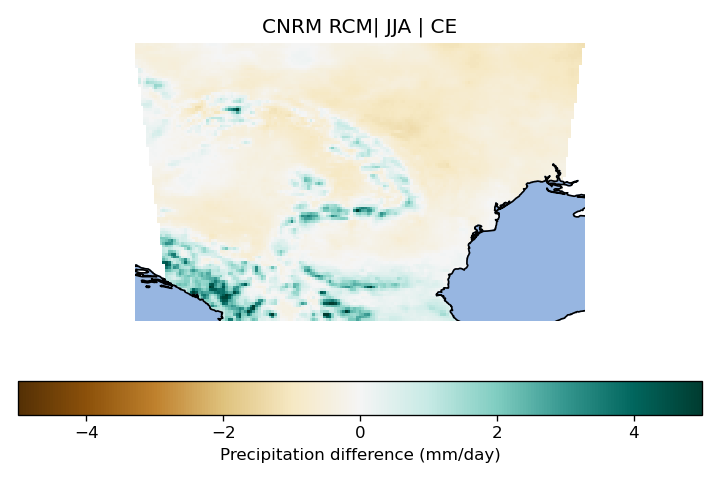 CNRM RCM| JJA | CE
−4 −2 0 2 4
Precipitation difference (mm/day)